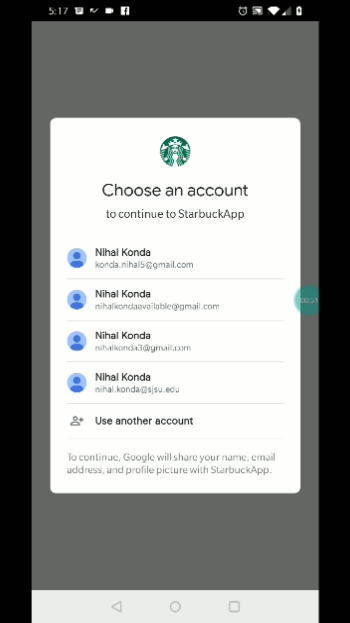 5:17
Choose an account
to continue to StarbuckApp
Nihal Konda
konda.nihal5@gmail.com
Nihal Konda
nihalkondaavailable@gmail.com
Nihal Konda
nihalkonda3@gmail.com
Nihal Konda
nihal.konda@sjsu.edu
Use another account
To continue, Google will share your name, email
address, and profile picture with StarbuckApp.